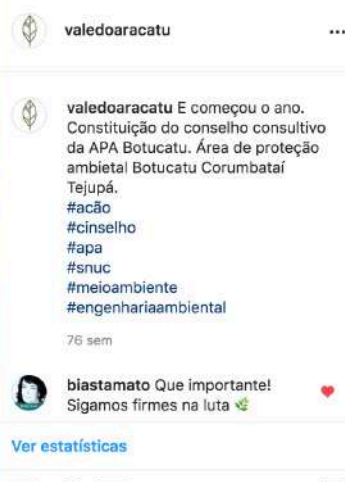 valedoaracatu
valedoaracatu E começou o ano.
Constituição do conselho consultivo
da APA Botucatu. Área de proteção
ambietal Botucatu Corumbataí
Tejupá.
#acão
#cinselho
#apa
#snuc
#meioambiente
#engenhariaambiental
76 sem
biastamato Que importante!
Sigamos firmes na luta 🌿
Ver estatísticas